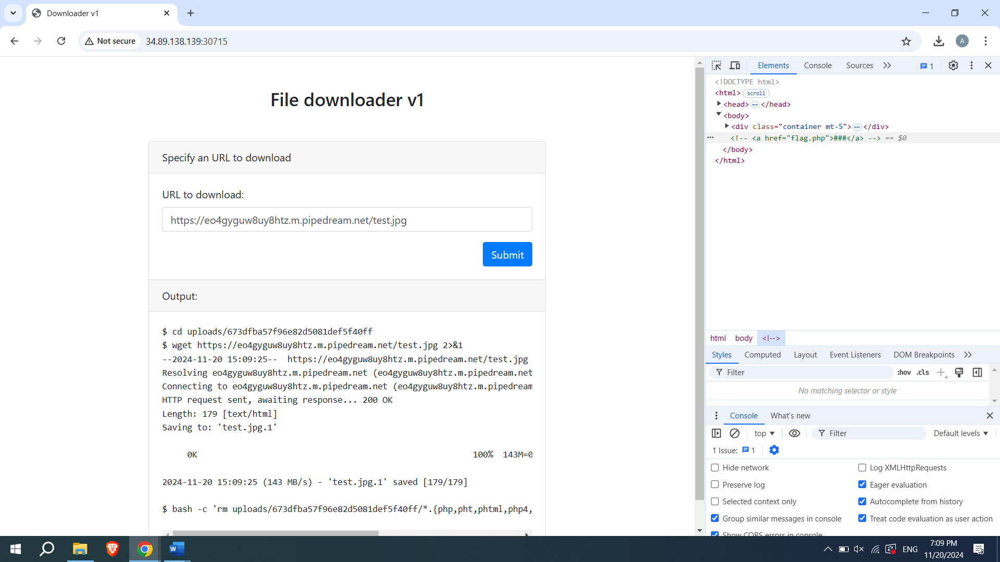 Downloader v1
Not secure
34.89.138.139:30715
A
File downloader v1
Specify an URL to download
URL to download:
https://eo4gyguw8uy8htz.m.pipedream.net/test.jpg
Submit
Output:
$ cd uploads/673dfba57f96e82d5081def5f40ff
$ wget https://eo4gyguw8uy8htz.m.pipedream.net/test.jpg 2>&1
--2024-11-20 15:09:25--  https://eo4gyguw8uy8htz.m.pipedream.net/test.jpg
Resolving eo4gyguw8uy8htz.m.pipedream.net (eo4gyguw8uy8htz.m.pipedream.net
Connecting to eo4gyguw8uy8htz.m.pipedream.net (eo4gyguw8uy8htz.m.pipedream
HTTP request sent, awaiting response... 200 OK
Length: 179 [text/html]
Saving to: 'test.jpg.1'
0K 100% 143M=0
2024-11-20 15:09:25 (143 MB/s) - 'test.jpg.1' saved [179/179]
$ bash -c 'rm uploads/673dfba57f96e82d5081def5f40ff/*.{php,pht,phtml,php4,
Elements Console Sources 1
<!DOCTYPE html>
<html> scroll
<head> ... </head>
<body>
<div class="container mt-5"> ... </div>
... <!-- <a href="flag.php">###</a> --> == $0
</body>
</html>
html body <!-->
Styles Computed Layout Event Listeners DOM Breakpoints
Filter :hov .cls
No matching selector or style
Console What's new
top Filter Default levels
1 Issue: 1
Hide network
Log XMLHttpRequests
Preserve log
Eager evaluation
Selected context only
Autocomplete from history
Group similar messages in console
Treat code evaluation as user action
Show CORS errors in console
W
ENG
7:09 PM
11/20/2024